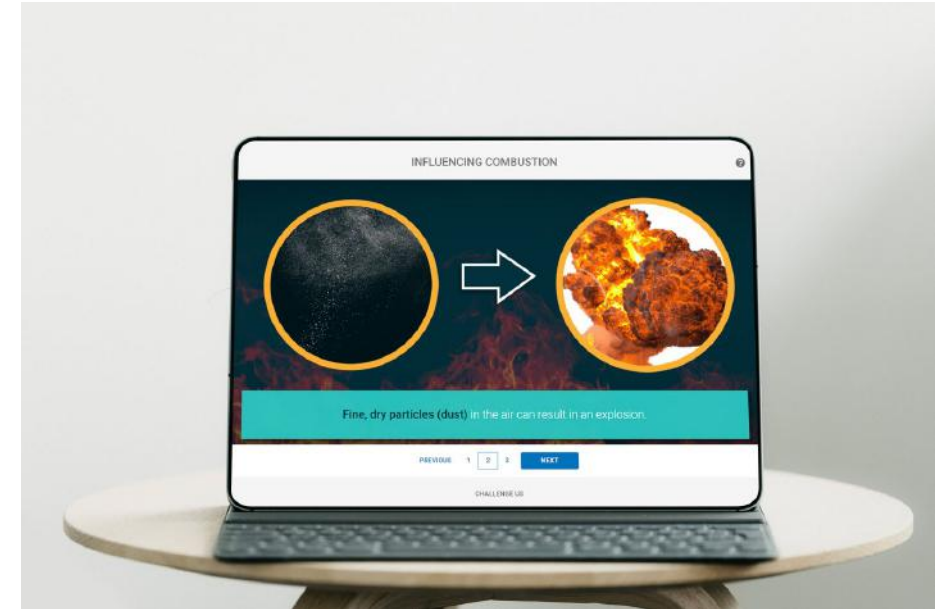 INFLUENCING COMBUSTION
?
Fine, dry particles (dust) in the air can result in an explosion.
PREVIOUS 1 2 3 NEXT
CHALLENGE US